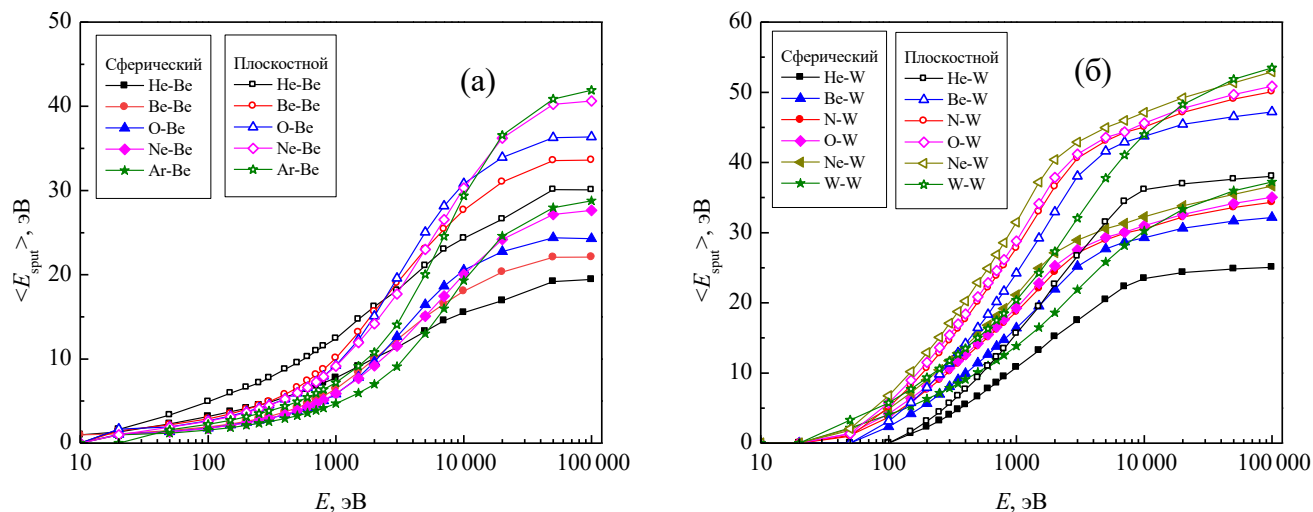 50
40
30
20
10
0
<E_sput>, эВ
(а)
Сферический
He-Be
Be-Be
O-Be
Ne-Be
Ar-Be
Плоскостной
He-Be
Be-Be
O-Be
Ne-Be
Ar-Be
10 100 1000 10 000 100 000
E, эВ
60
50
40
30
20
10
0
<E_sput>, эВ
(б)
Сферический
He-W
Be-W
N-W
O-W
Ne-W
W-W
Плоскостной
He-W
Be-W
N-W
O-W
Ne-W
W-W
10 100 1000 10 000 100 000
E, эВ